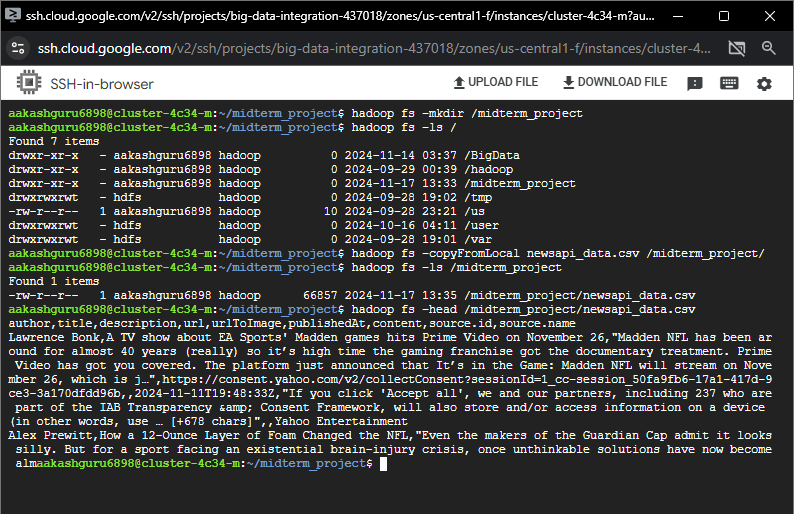 ssh.cloud.google.com/v2/ssh/projects/big-data-integration-437018/zones/us-central1-f/instances/cluster-4c34-m?au...
ssh.cloud.google.com/v2/ssh/projects/big-data-integration-437018/zones/us-central1-f/instances/cluster-4...
SSH-in-browser
UPLOAD FILE
DOWNLOAD FILE
aakashguru6898@cluster-4c34-m:~/midterm_project$ hadoop fs -mkdir /midterm_project
aakashguru6898@cluster-4c34-m:~/midterm_project$ hadoop fs -ls /
Found 7 items
drwxr-xr-x   - aakashguru6898 hadoop          0 2024-11-14 03:37 /BigData
drwxr-xr-x   - aakashguru6898 hadoop          0 2024-09-29 00:39 /hadoop
drwxr-xr-x   - aakashguru6898 hadoop          0 2024-11-17 13:33 /midterm_project
drwxrwxrwt   - hdfs           hadoop          0 2024-09-28 19:02 /tmp
-rw-r--r--   1 aakashguru6898 hadoop         10 2024-09-28 23:21 /us
drwxrwxrwt   - hdfs           hadoop          0 2024-10-16 04:11 /user
drwxrwxrwt   - hdfs           hadoop          0 2024-09-28 19:01 /var
aakashguru6898@cluster-4c34-m:~/midterm_project$ hadoop fs -copyFromLocal newsapi_data.csv /midterm_project/
aakashguru6898@cluster-4c34-m:~/midterm_project$ hadoop fs -ls /midterm_project
Found 1 items
-rw-r--r--   1 aakashguru6898 hadoop      66857 2024-11-17 13:35 /midterm_project/newsapi_data.csv
aakashguru6898@cluster-4c34-m:~/midterm_project$ hadoop fs -head /midterm_project/newsapi_data.csv
author,title,description,url,urlToImage,publishedAt,content,source.id,source.name
Lawrence Bonk,A TV show about EA Sports' Madden games hits Prime Video on November 26,"Madden NFL has been ar
ound for almost 40 years (really) so it’s high time the gaming franchise got the documentary treatment. Prime
 Video has got you covered. The platform just announced that It’s in the Game: Madden NFL will stream on Nove
mber 26, which is j…",https://consent.yahoo.com/v2/collectConsent?sessionId=1_cc-session_50fa9fb6-17a1-417d-9
ce3-3a170dfdd96b,,2024-11-11T19:48:33Z,"If you click 'Accept all', we and our partners, including 237 who are
 part of the IAB Transparency &amp; Consent Framework, will also store and/or access information on a device
(in other words, use … [+678 chars]",,Yahoo Entertainment
Alex Prewitt,How a 12-Ounce Layer of Foam Changed the NFL,"Even the makers of the Guardian Cap admit it looks
 silly. But for a sport facing an existential brain-injury crisis, once unthinkable solutions have now become
 almaakashguru6898@cluster-4c34-m:~/midterm_project$